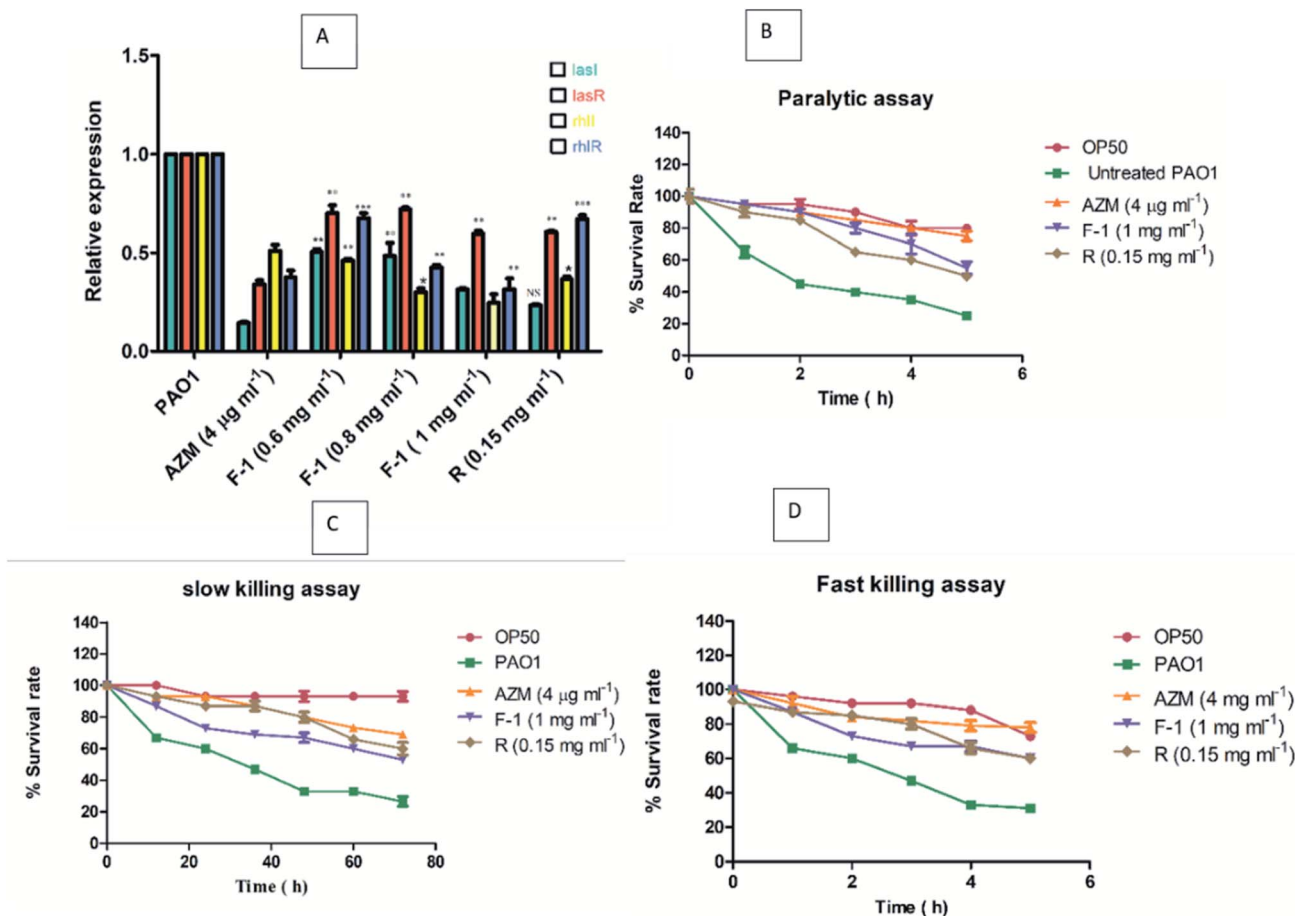 A
1.5
1.0
0.5
0.0
Relative expression
lasI
lasR
rhlI
rhlR
** *** ** **
** ** * **
** **
NS ** * ***
PAO1
AZM (4 µg ml⁻¹)
F-1 (0.6 mg ml⁻¹)
F-1 (0.8 mg ml⁻¹)
F-1 ( 1 mg ml⁻¹)
R (0.15 mg ml⁻¹)
B
Paralytic assay
140
120
100
80
60
40
20
0
% Survival Rate
0 2 4 6
Time ( h)
OP50
Untreated PAO1
AZM (4 µg ml⁻¹)
F-1 (1 mg ml⁻¹)
R (0.15 mg ml⁻¹)
C
slow killing assay
140
120
100
80
60
40
20
0
% Survival rate
0 20 40 60 80
Time ( h)
OP50
PAO1
AZM (4 µg ml⁻¹)
F-1 (1 mg ml⁻¹)
R (0.15 mg ml⁻¹)
D
Fast killing assay
140
120
100
80
60
40
20
0
% Survival rate
0 2 4 6
Time ( h)
OP50
PAO1
AZM (4 mg ml⁻¹)
F-1 (1 mg ml⁻¹)
R (0.15 mg ml⁻¹)